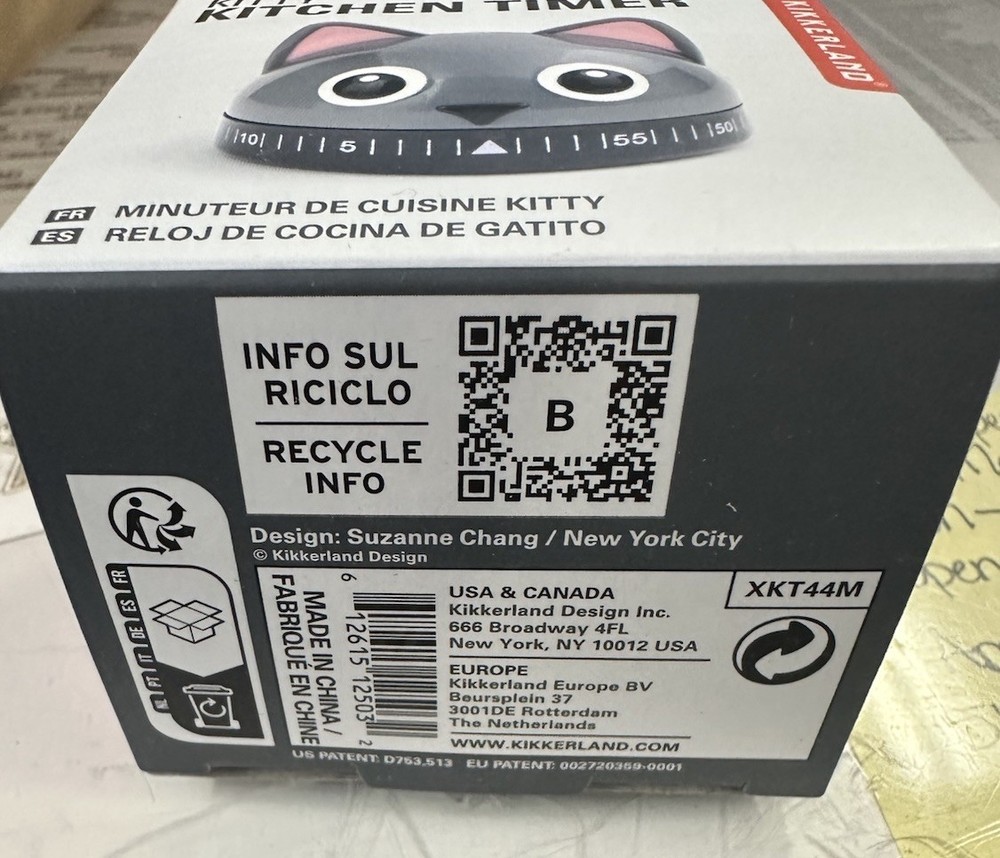 KITCHEN TIMER
KIKKERLAND®
10 5 55 50
FR MINUTEUR DE CUISINE KITTY
ES RELOJ DE COCINA DE GATITO
INFO SUL
RICICLO
RECYCLE
INFO
B
Design: Suzanne Chang / New York City
© Kikkerland Design
FR
ES
DE
IT
PT
NL
MADE IN CHINA /
FABRIQUÉ EN CHINE
6 12615 12503 2
USA & CANADA
Kikkerland Design Inc.
666 Broadway 4FL
New York, NY 10012 USA
EUROPE
Kikkerland Europe BV
Beursplein 37
3001DE Rotterdam
The Netherlands
WWW.KIKKERLAND.COM
XKT44M
US PATENT: D753,513 EU PATENT: 002720359-0001